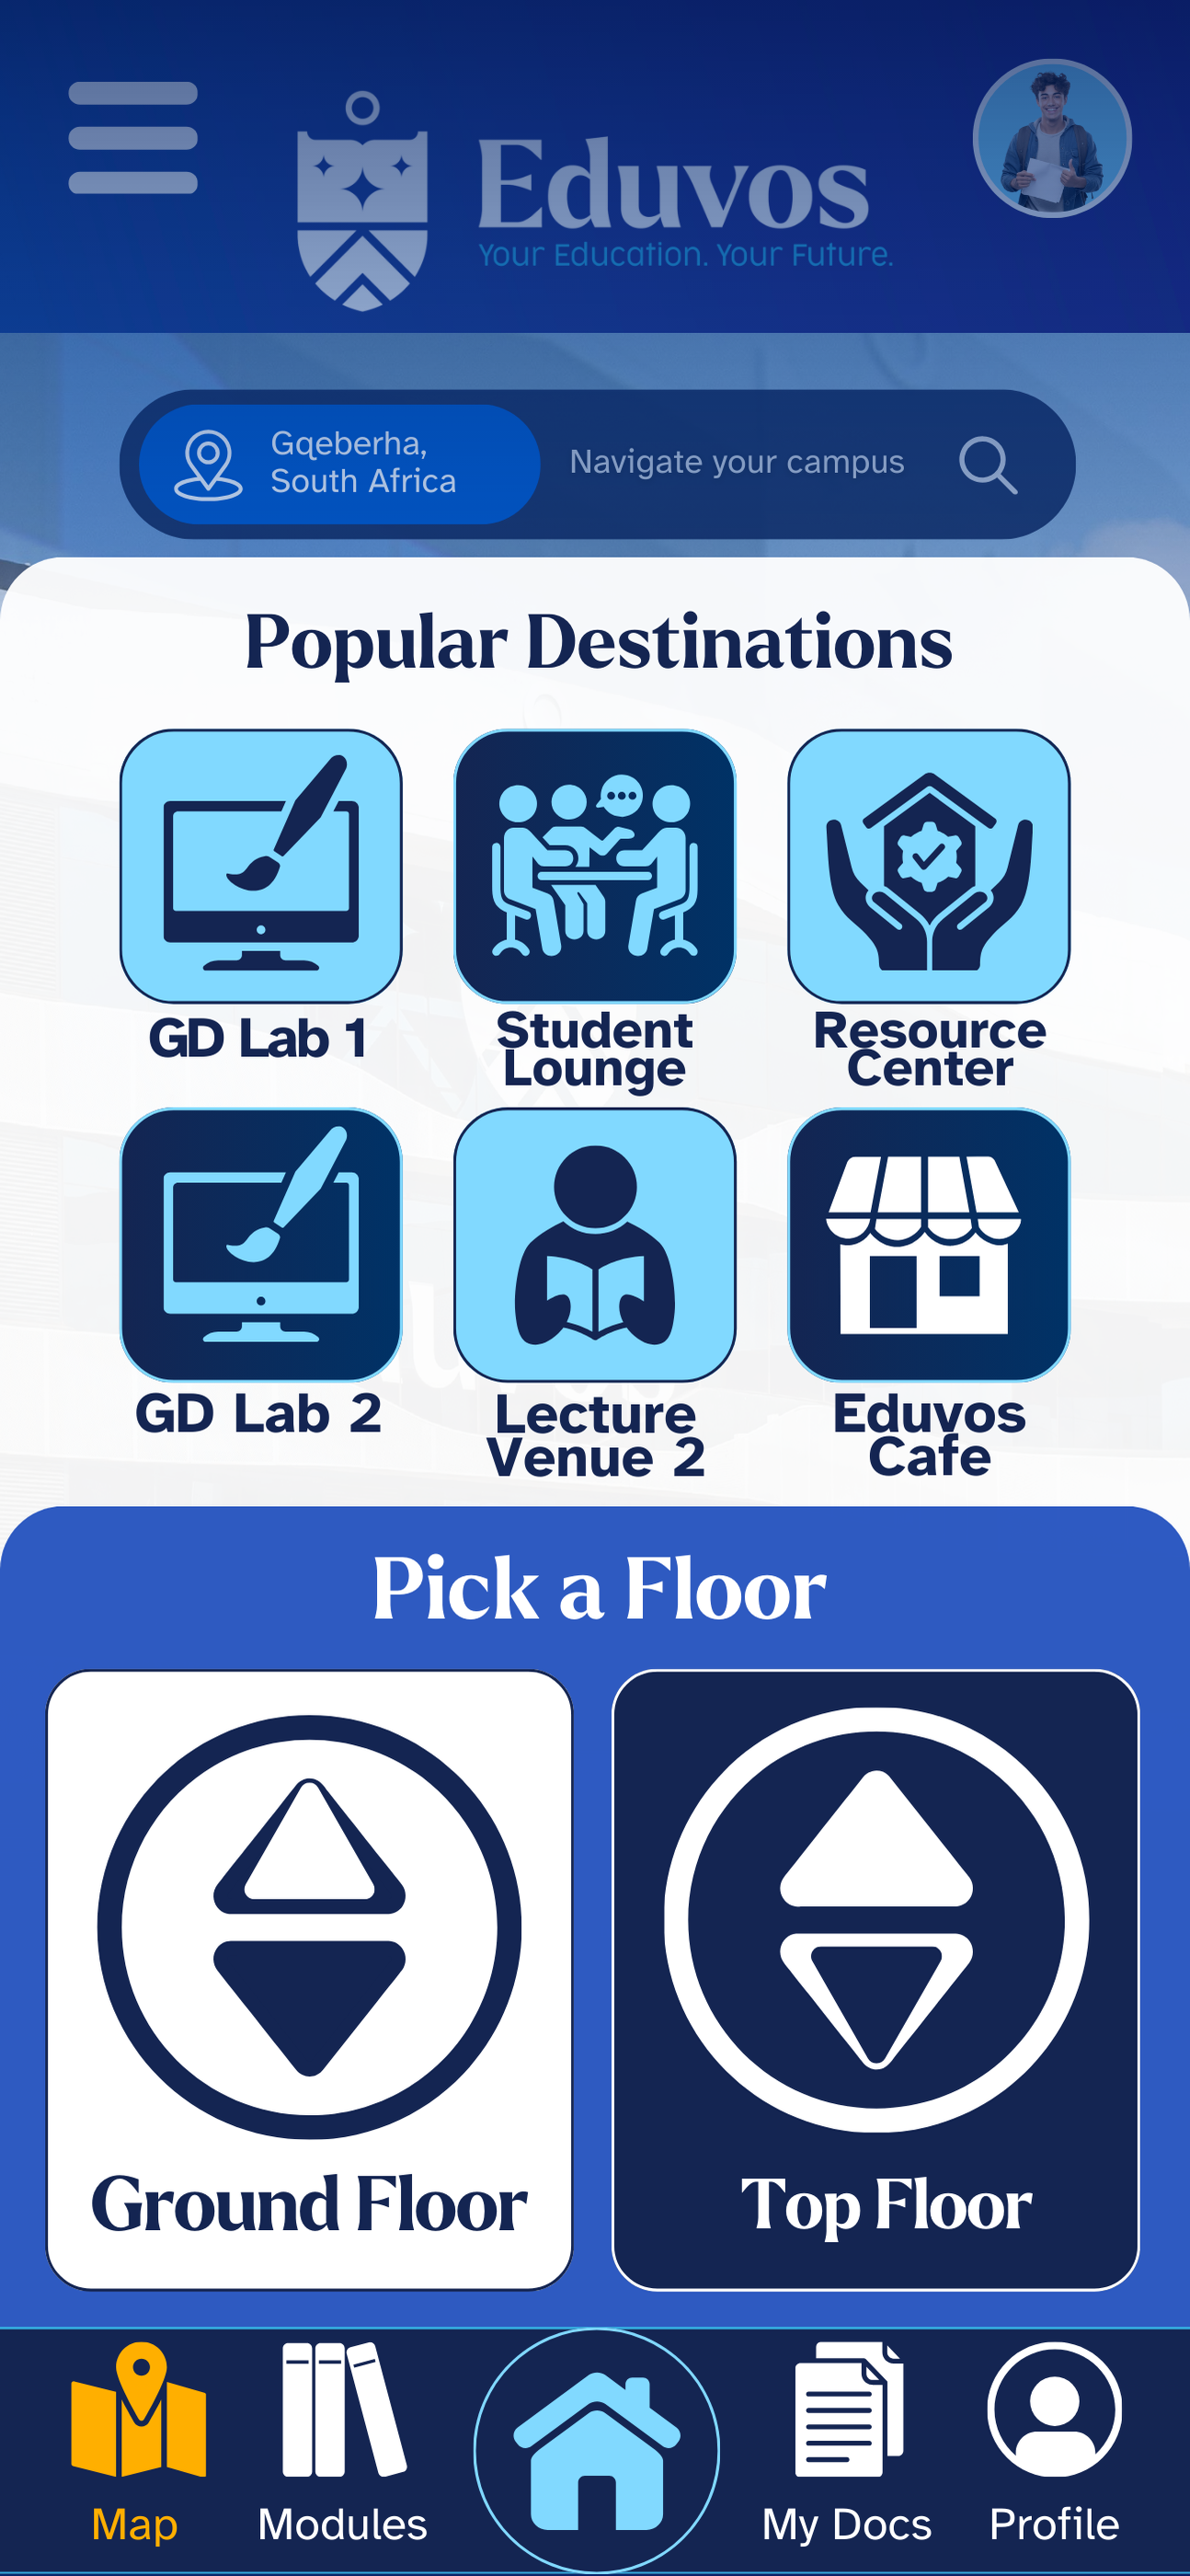 Eduvos
Your Education. Your Future.
Gqeberha,
South Africa
Navigate your campus
Popular Destinations
GD Lab 1
Student
Lounge
Resource
Center
GD Lab 2
Lecture
Venue 2
Eduvos
Cafe
Pick a Floor
Ground Floor
Top Floor
Map
Modules
My Docs
Profile